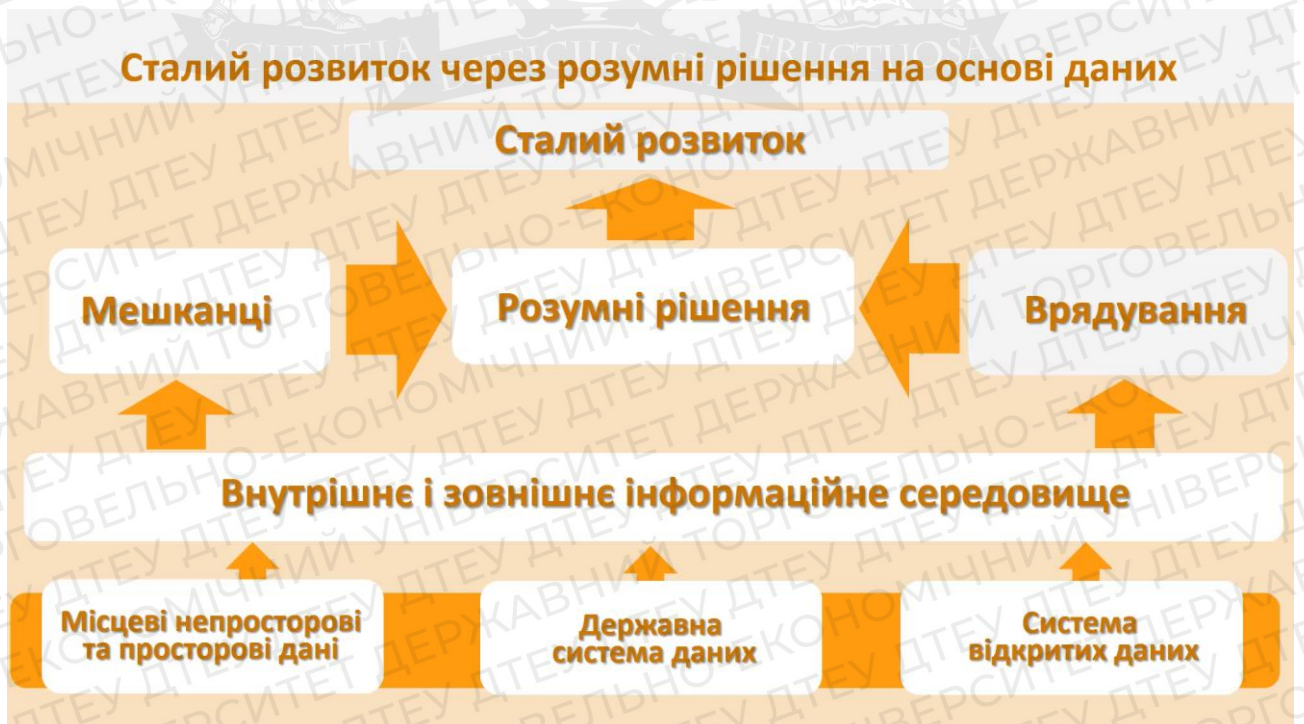 Сталий розвиток через розумні рішення на основі даних
Сталий розвиток
Мешканці
Розумні рішення
Врядування
Внутрішнє і зовнішнє інформаційне середовище
Місцеві непросторові
та просторові дані
Державна
система даних
Система
відкритих даних